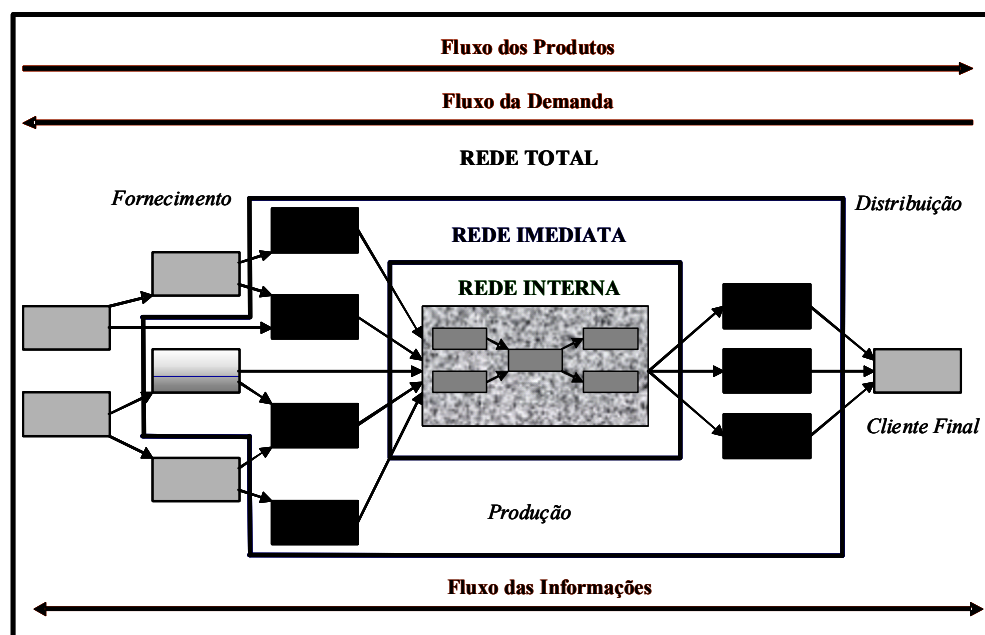 Fluxo dos Produtos
Fluxo da Demanda
REDE TOTAL
Fornecimento
Distribuição
REDE IMEDIATA
REDE INTERNA
Cliente Final
Produção
Fluxo das Informações